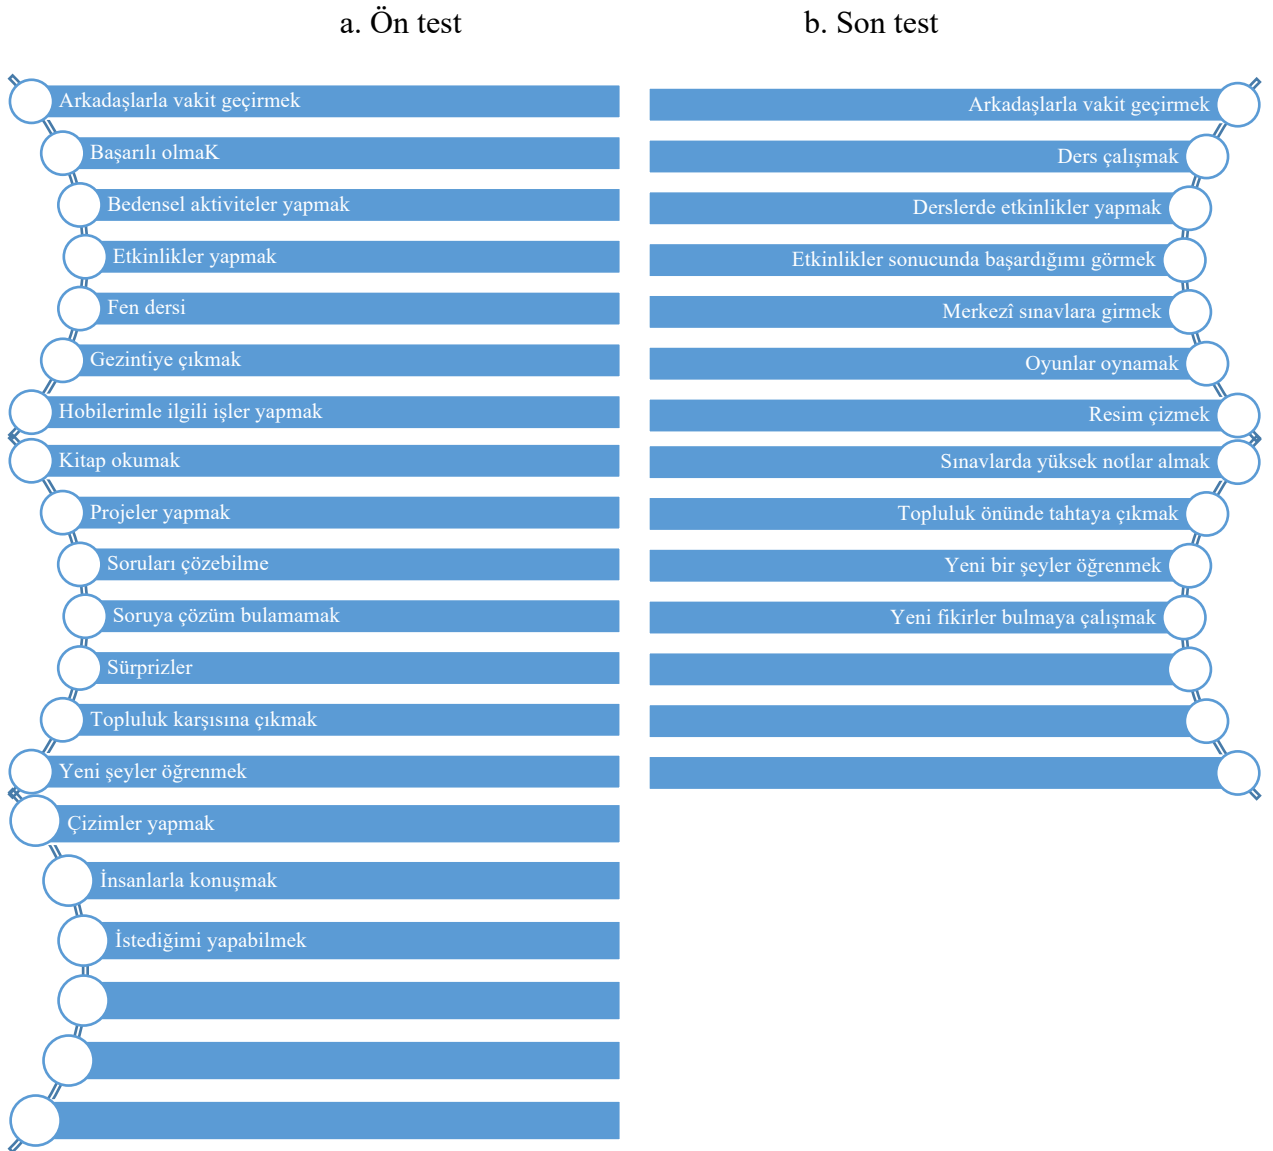 a. Ön test
Arkadaşlarla vakit geçirmek
Başarılı olmaK
Bedensel aktiviteler yapmak
Etkinlikler yapmak
Fen dersi
Gezintiye çıkmak
Hobilerimle ilgili işler yapmak
Kitap okumak
Projeler yapmak
Soruları çözebilme
Soruya çözüm bulamamak
Sürprizler
Topluluk karşısına çıkmak
Yeni şeyler öğrenmek
Çizimler yapmak
İnsanlarla konuşmak
İstediğimi yapabilmek
b. Son test
Arkadaşlarla vakit geçirmek
Ders çalışmak
Derslerde etkinlikler yapmak
Etkinlikler sonucunda başardığımı görmek
Merkezî sınavlara girmek
Oyunlar oynamak
Resim çizmek
Sınavlarda yüksek notlar almak
Topluluk önünde tahtaya çıkmak
Yeni bir şeyler öğrenmek
Yeni fikirler bulmaya çalışmak